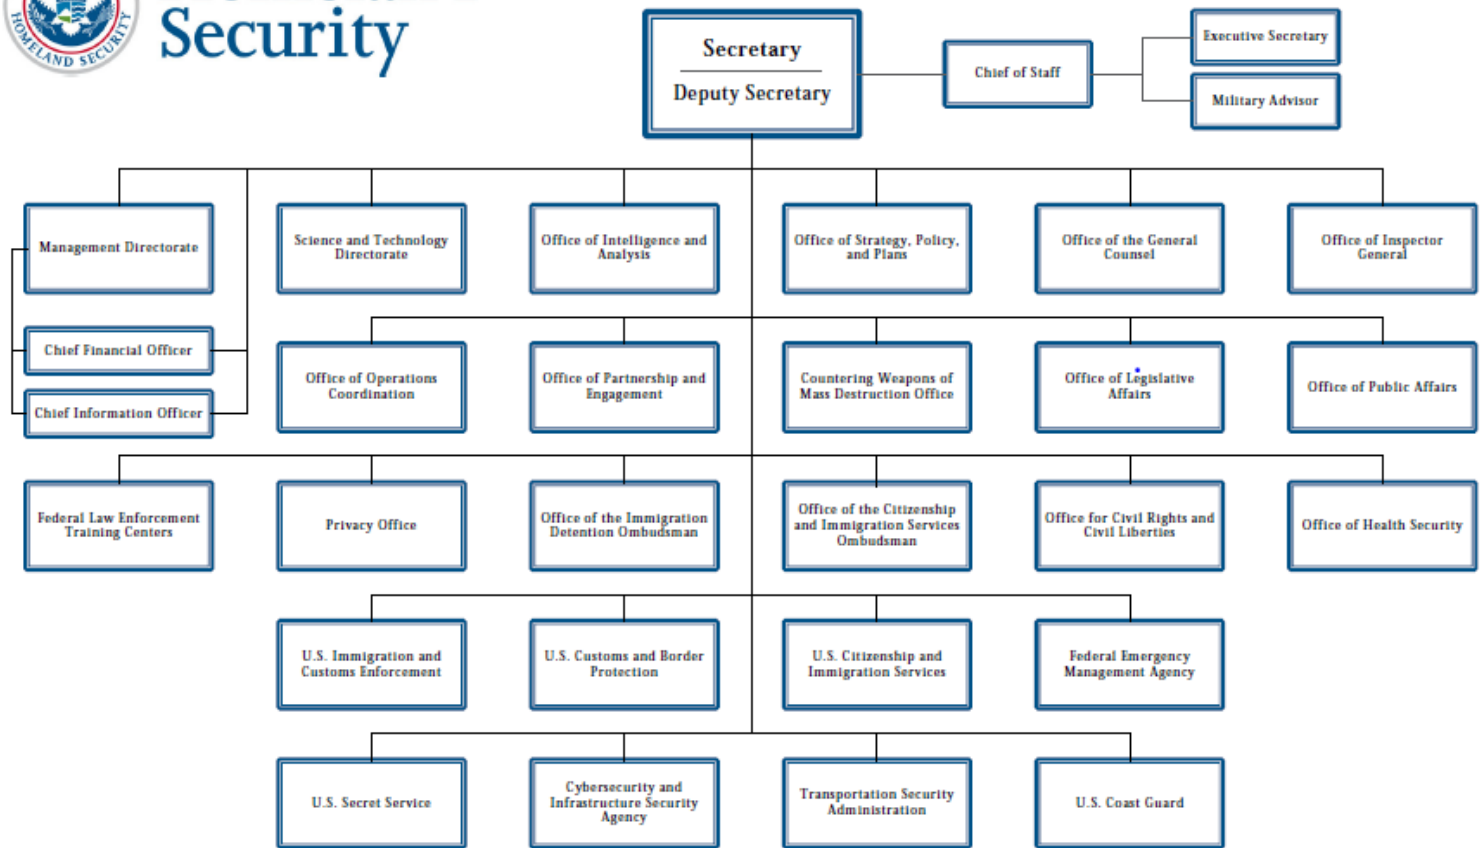 HOMELAND SECURITY
Security
Secretary
Deputy Secretary
Chief of Staff
Executive Secretary
Military Advisor
Management Directorate
Science and Technology
Directorate
Office of Intelligence and
Analysis
Office of Strategy, Policy,
and Plans
Office of the General
Counsel
Office of Inspector
General
Chief Financial Officer
Chief Information Officer
Office of Operations
Coordination
Office of Partnership and
Engagement
Countering Weapons of
Mass Destruction Office
Office of Legislative
Affairs
Office of Public Affairs
Federal Law Enforcement
Training Centers
Privacy Office
Office of the Immigration
Detention Ombudsman
Office of the Citizenship
and Immigration Services
Ombudsman
Office for Civil Rights and
Civil Liberties
Office of Health Security
U.S. Immigration and
Customs Enforcement
U.S. Customs and Border
Protection
U.S. Citizenship and
Immigration Services
Federal Emergency
Management Agency
U.S. Secret Service
Cybersecurity and
Infrastructure Security
Agency
Transportation Security
Administration
U.S. Coast Guard